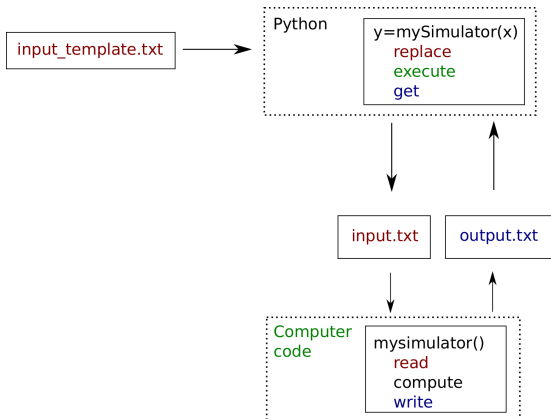 input_template.txt
Python
y=mySimulator(x)
replace
execute
get
input.txt
output.txt
Computer
code
mysimulator()
read
compute
write